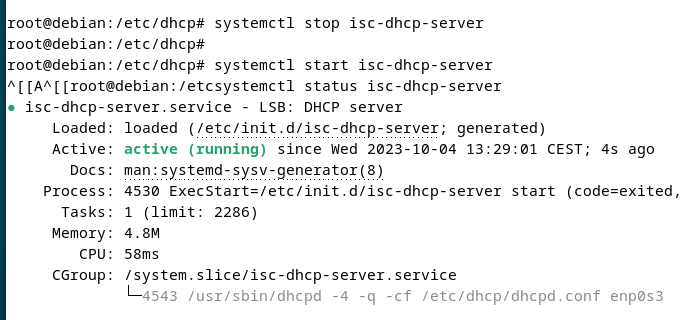 root@debian:/etc/dhcp# systemctl stop isc-dhcp-server
root@debian:/etc/dhcp#
root@debian:/etc/dhcp# systemctl start isc-dhcp-server
^[[A^[[root@debian:/etcsystemctl status isc-dhcp-server
● isc-dhcp-server.service - LSB: DHCP server
     Loaded: loaded (/etc/init.d/isc-dhcp-server; generated)
     Active: active (running) since Wed 2023-10-04 13:29:01 CEST; 4s ago
       Docs: man:systemd-sysv-generator(8)
    Process: 4530 ExecStart=/etc/init.d/isc-dhcp-server start (code=exited,
      Tasks: 1 (limit: 2286)
     Memory: 4.8M
        CPU: 58ms
     CGroup: /system.slice/isc-dhcp-server.service
             └─4543 /usr/sbin/dhcpd -4 -q -cf /etc/dhcp/dhcpd.conf enp0s3